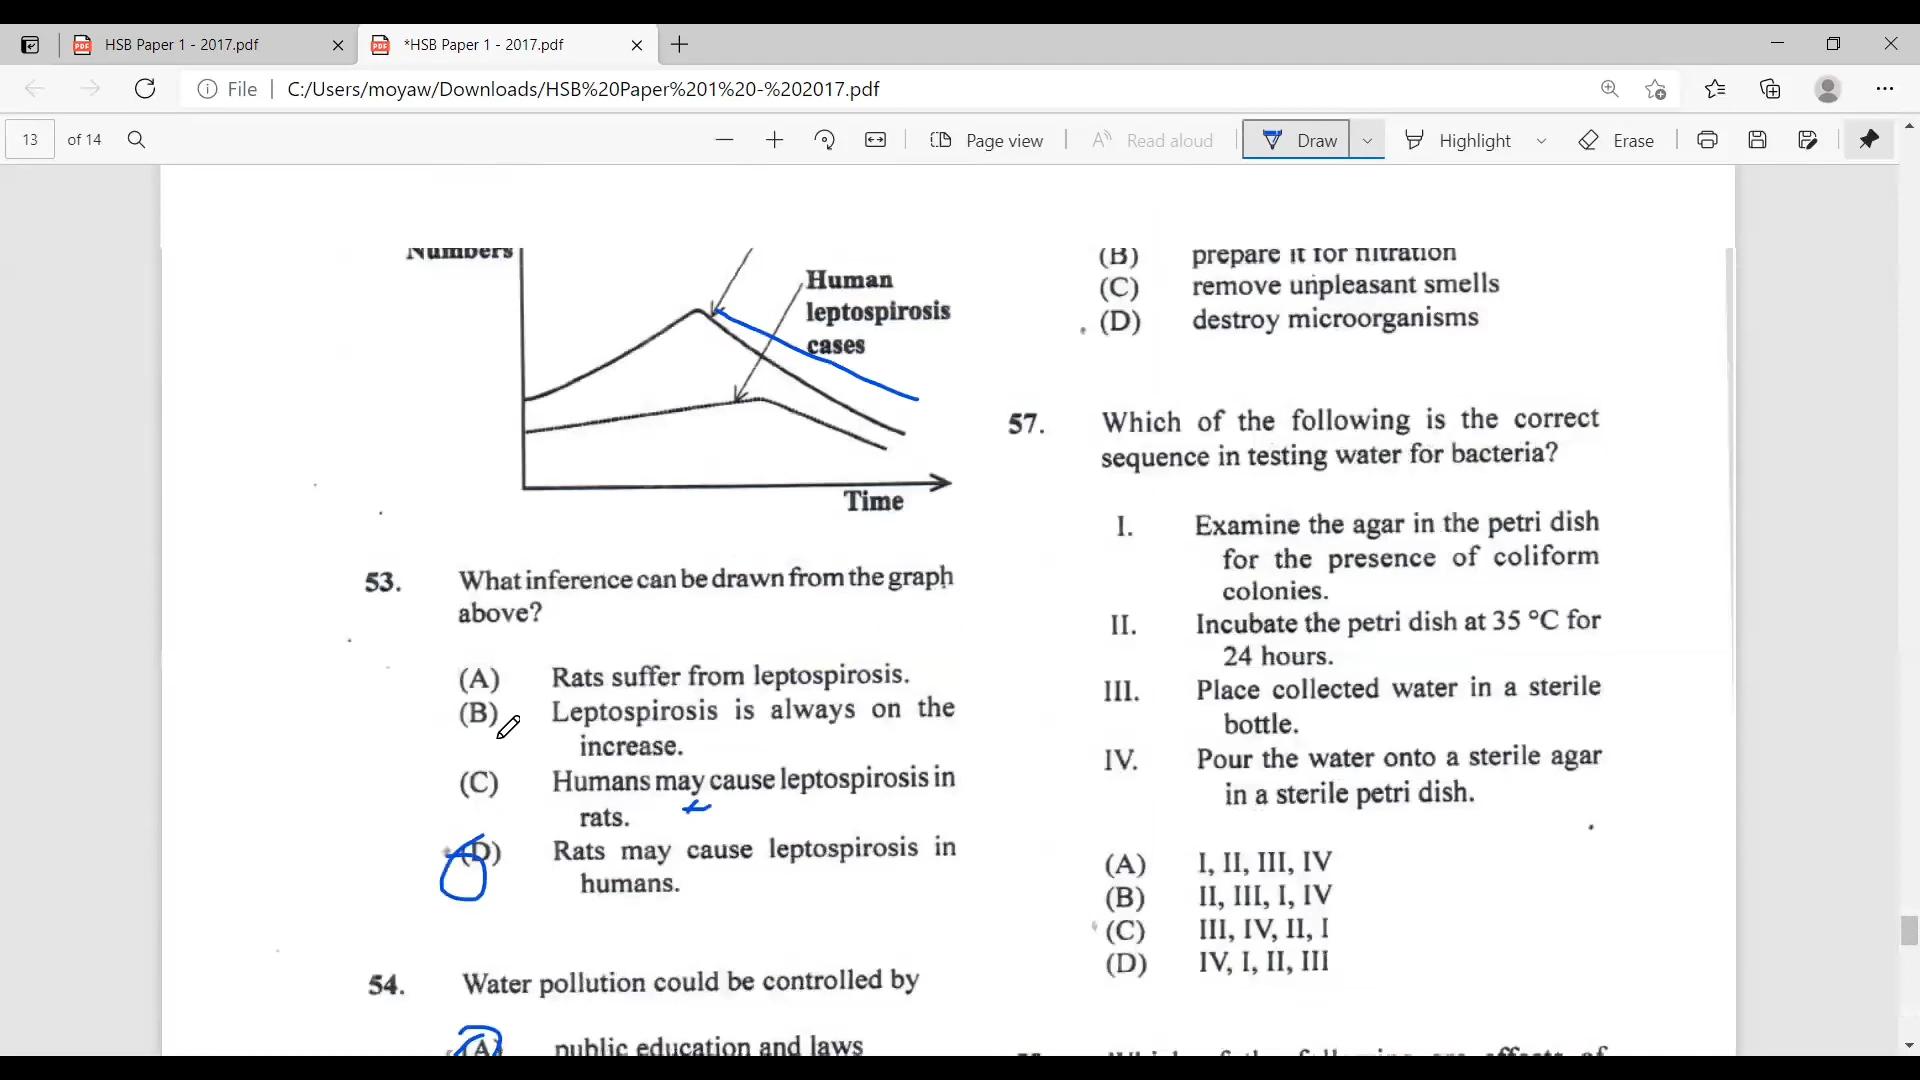 HSB Paper 1 - 2017.pdf
*HSB Paper 1 - 2017.pdf
File
C:/Users/moyaw/Downloads/HSB%20Paper%201%20-%202017.pdf
13 of 14
Page view
Read aloud
Draw
Highlight
Erase
Numbers
Human
leptospirosis
cases
Time
53. What inference can be drawn from the graph
above?
(A) Rats suffer from leptospirosis.
(B) Leptospirosis is always on the
increase.
(C) Humans may cause leptospirosis in
rats.
(D) Rats may cause leptospirosis in
humans.
54. Water pollution could be controlled by
(A) public education and laws
(B) prepare it for nitration
(C) remove unpleasant smells
(D) destroy microorganisms
57. Which of the following is the correct
sequence in testing water for bacteria?
I. Examine the agar in the petri dish
for the presence of coliform
colonies.
II. Incubate the petri dish at 35 °C for
24 hours.
III. Place collected water in a sterile
bottle.
IV. Pour the water onto a sterile agar
in a sterile petri dish.
(A) I, II, III, IV
(B) II, III, I, IV
(C) III, IV, II, I
(D) IV, I, II, III